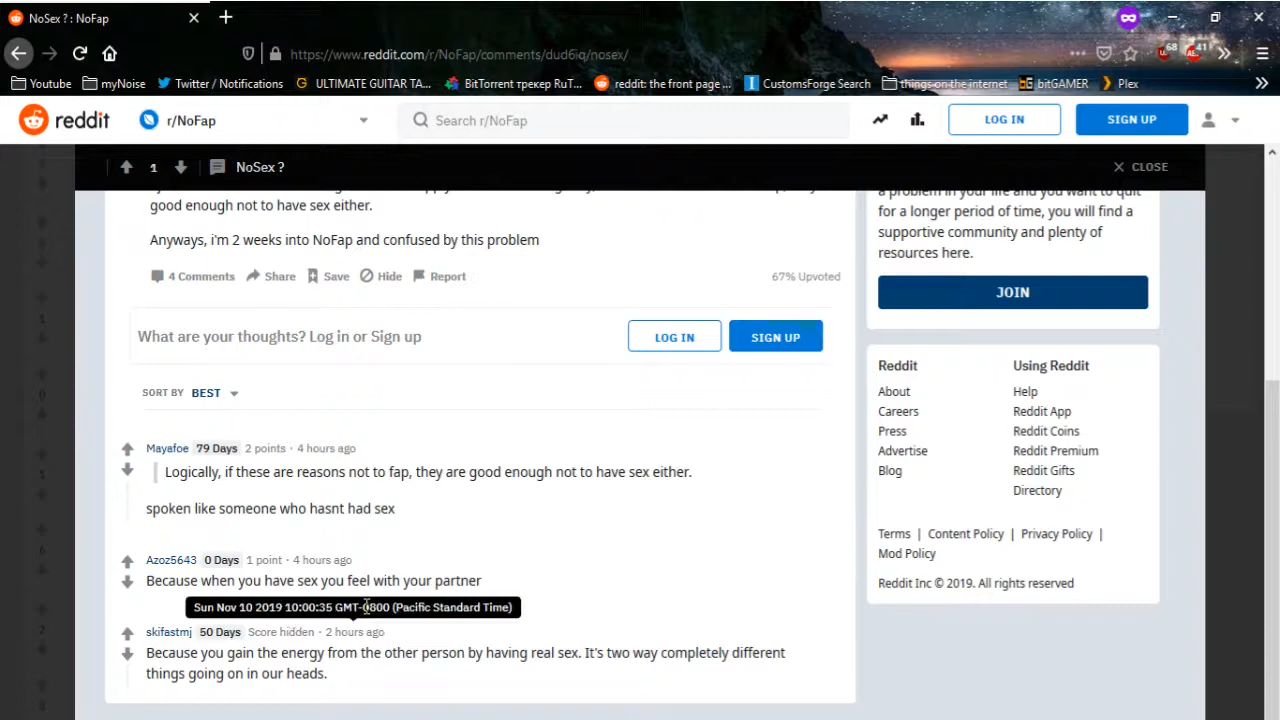 NoSex ? : NoFap
https://www.reddit.com/r/NoFap/comments/dud6iq/nosex/
68
41
Youtube
myNoise
Twitter / Notifications
ULTIMATE GUITAR TA...
BitTorrent трекер RuT...
reddit: the front page ...
CustomsForge Search
things on the internet
bitGAMER
Plex
reddit
r/NoFap
Search r/NoFap
LOG IN
SIGN UP
1
NoSex ?
CLOSE
good enough not to have sex either.
Anyways, i'm 2 weeks into NoFap and confused by this problem
4 Comments
Share
Save
Hide
Report
67% Upvoted
What are your thoughts? Log in or Sign up
LOG IN
SIGN UP
SORT BY BEST
Mayafoe 79 Days 2 points · 4 hours ago
Logically, if these are reasons not to fap, they are good enough not to have sex either.
spoken like someone who hasnt had sex
Azoz5643 0 Days 1 point · 4 hours ago
Because when you have sex you feel with your partner
Sun Nov 10 2019 10:00:35 GMT-0800 (Pacific Standard Time)
skifastmj 50 Days Score hidden · 2 hours ago
Because you gain the energy from the other person by having real sex. It's two way completely different
things going on in our heads.
a problem in your life and you want to quit
for a longer period of time, you will find a
supportive community and plenty of
resources here.
JOIN
Reddit
About
Careers
Press
Advertise
Blog
Using Reddit
Help
Reddit App
Reddit Coins
Reddit Premium
Reddit Gifts
Directory
Terms | Content Policy | Privacy Policy |
Mod Policy
Reddit Inc © 2019. All rights reserved